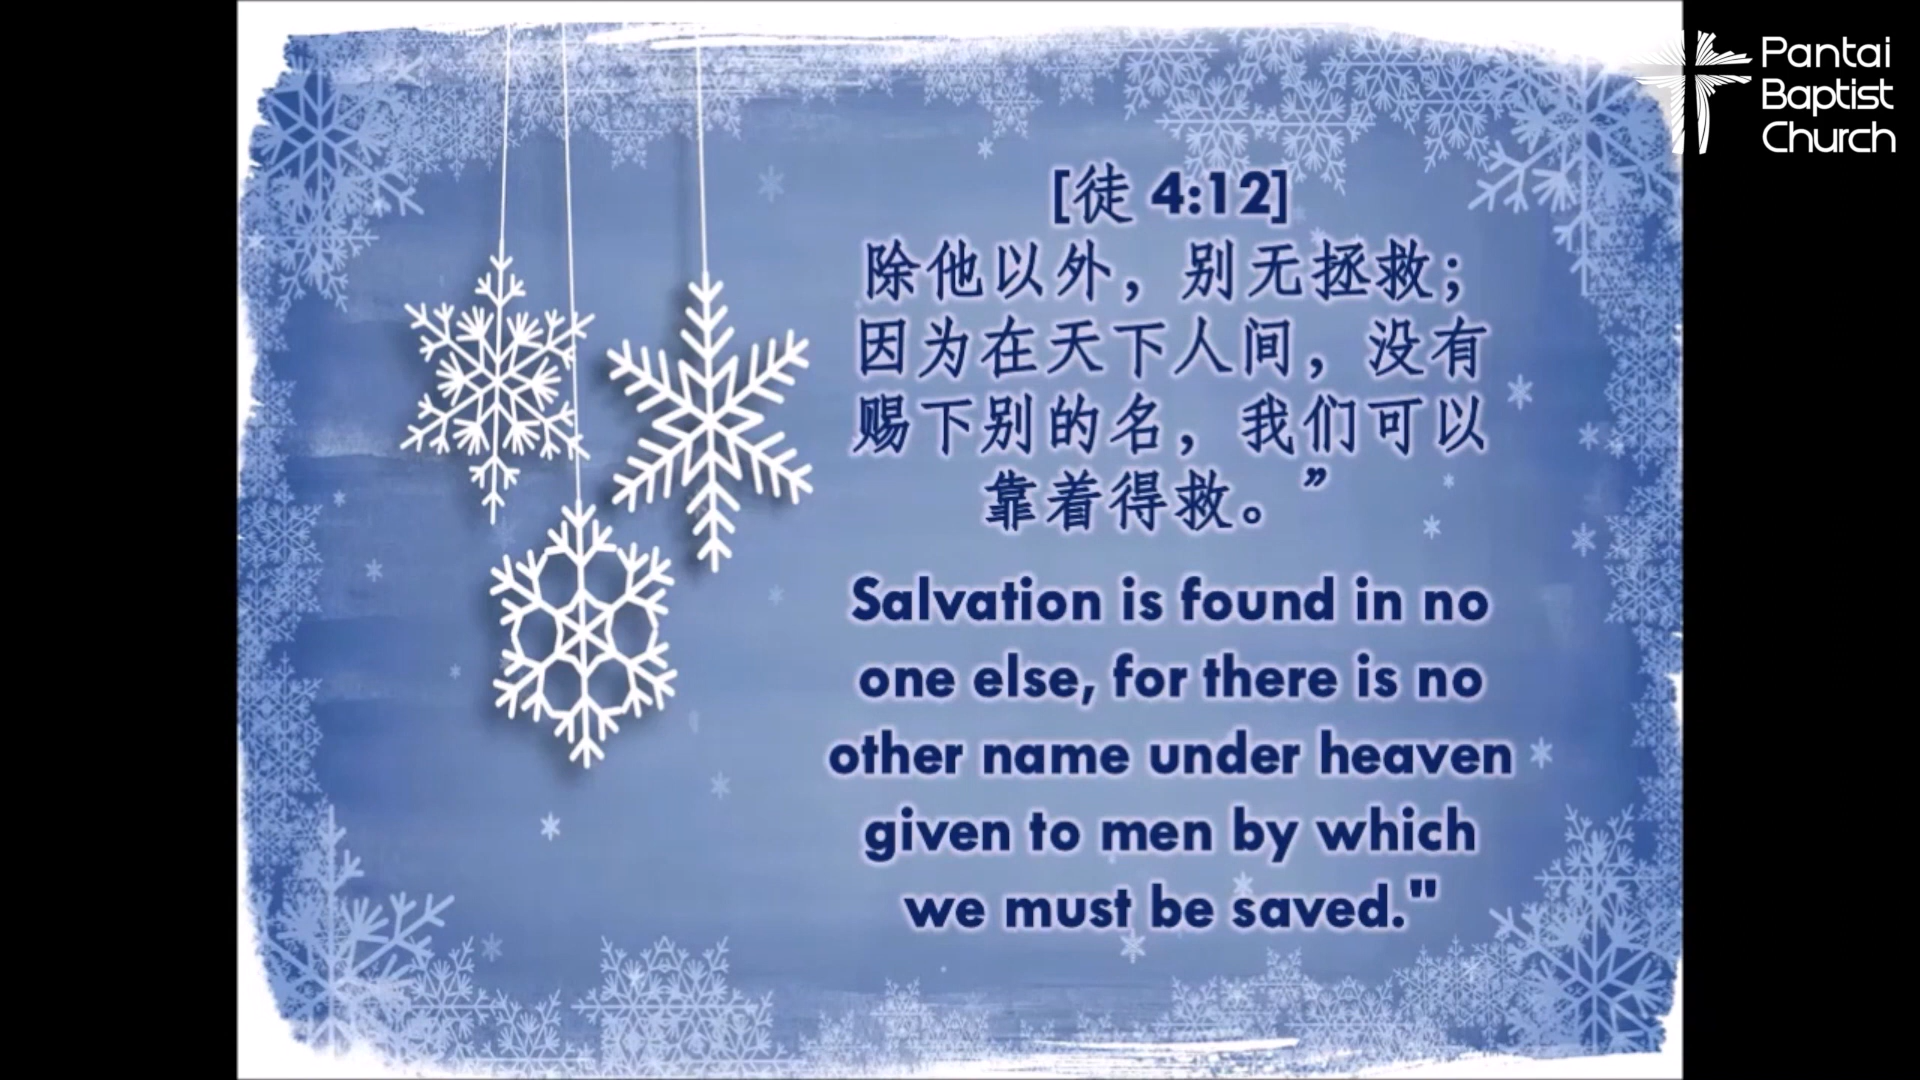 Pantai
Baptist
Church
[徒 4:12]
除他以外，别无拯救；
因为在天下人间，没有
赐下别的名，我们可以
靠着得救。”
Salvation is found in no
one else, for there is no
other name under heaven
given to men by which
we must be saved."